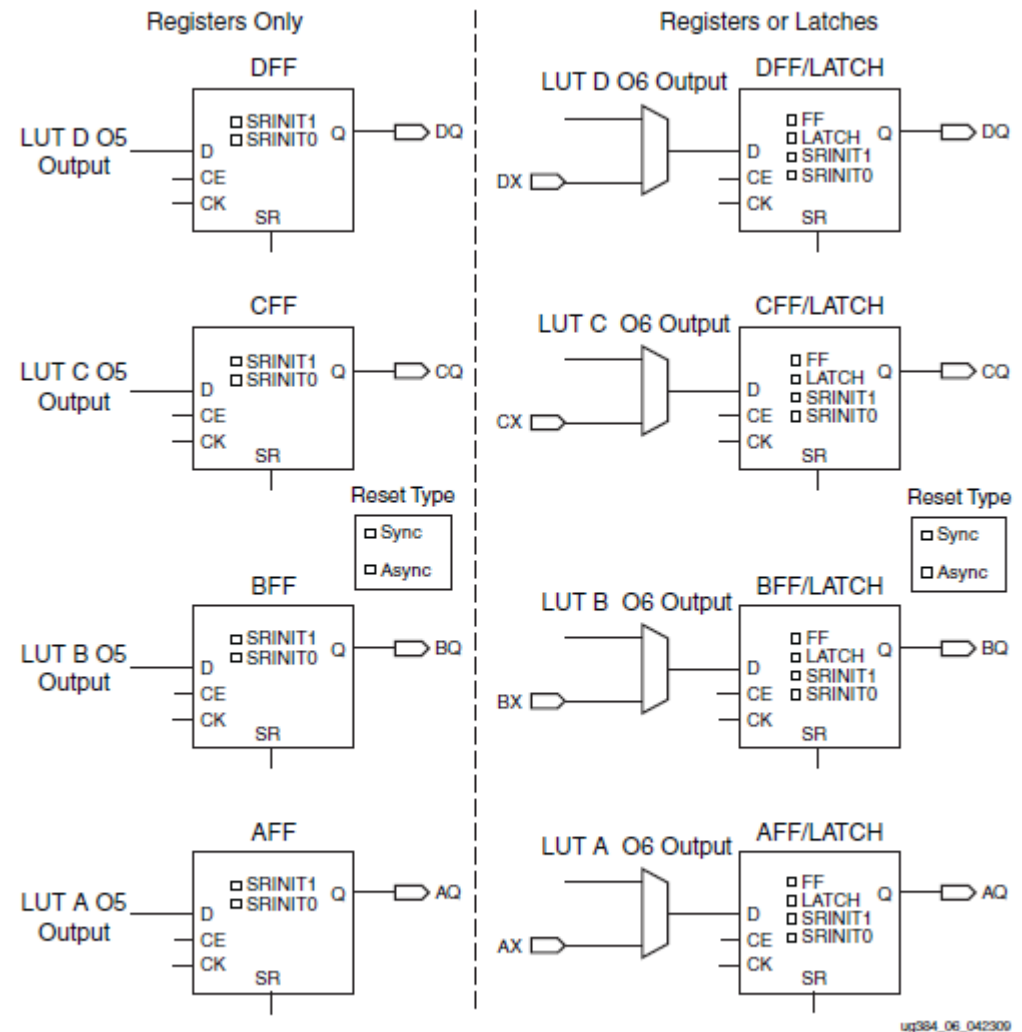 Registers Only
DFF
LUT D O5
Output
SRINIT1
SRINIT0
Q
DQ
D
CE
CK
SR
CFF
LUT C O5
Output
SRINIT1
SRINIT0
Q
CQ
D
CE
CK
SR
Reset Type
Sync
Async
BFF
LUT B O5
Output
SRINIT1
SRINIT0
Q
BQ
D
CE
CK
SR
AFF
LUT A O5
Output
SRINIT1
SRINIT0
Q
AQ
D
CE
CK
SR
Registers or Latches
LUT D O6 Output
DX
DFF/LATCH
FF
LATCH
SRINIT1
SRINIT0
Q
DQ
D
CE
CK
SR
LUT C O6 Output
CX
CFF/LATCH
FF
LATCH
SRINIT1
SRINIT0
Q
CQ
D
CE
CK
SR
Reset Type
Sync
Async
LUT B O6 Output
BX
BFF/LATCH
FF
LATCH
SRINIT1
SRINIT0
Q
BQ
D
CE
CK
SR
LUT A O6 Output
AX
AFF/LATCH
FF
LATCH
SRINIT1
SRINIT0
Q
AQ
D
CE
CK
SR
ug384_06_042309